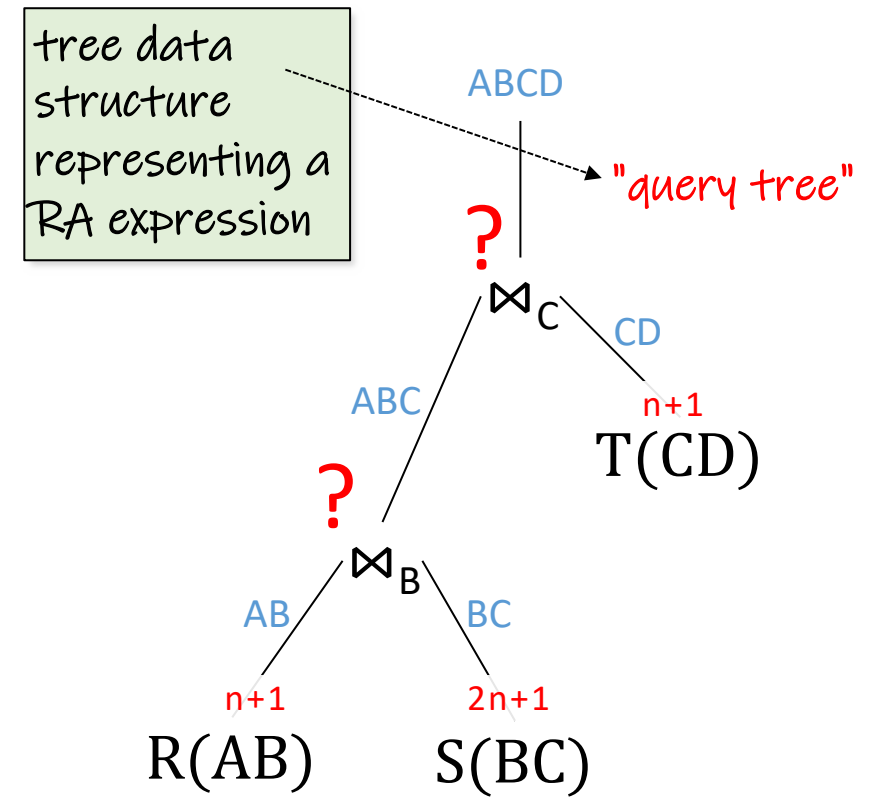 tree data
structure
representing a
RA expression
ABCD
"query tree"
?
⋈C
CD
ABC
n+1
T(CD)
?
⋈B
AB
BC
n+1
2n+1
R(AB)
S(BC)